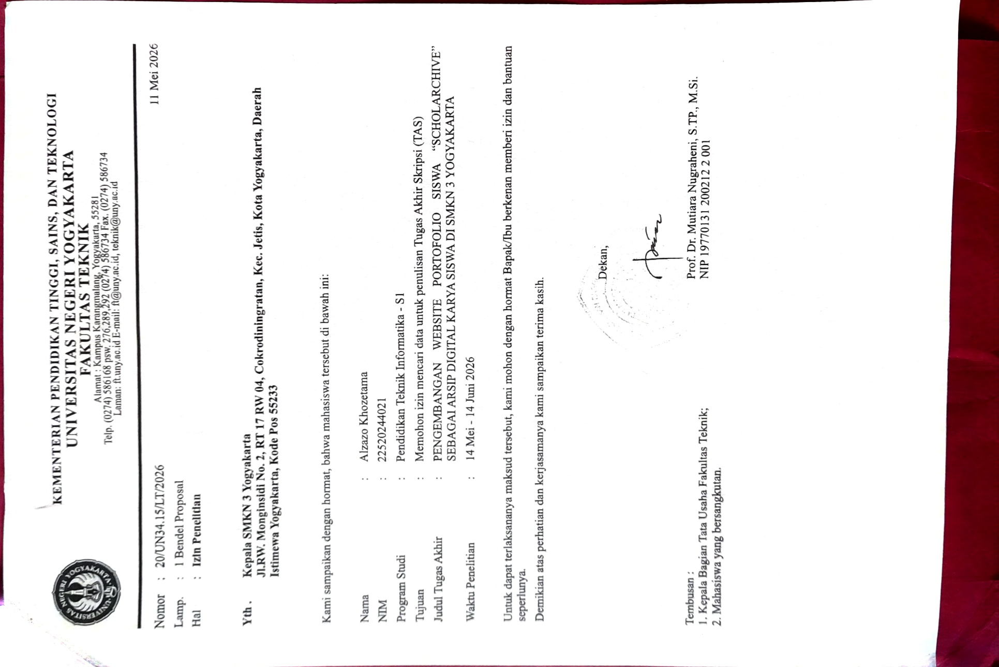 KEMENTERIAN PENDIDIKAN TINGGI, SAINS, DAN TEKNOLOGI
UNIVERSITAS NEGERI YOGYAKARTA
FAKULTAS TEKNIK
Alamat : Kampus Karangmalang, Yogyakarta, 55281
Telp. (0274) 586168 psw. 276,289,292 (0274) 586734 Fax. (0274) 586734
Laman: ft.uny.ac.id E-mail: ft@uny.ac.id, teknik@uny.ac.id
UNIVERSITAS NEGERI YOGYAKARTA
Nomor : 20/UN34.15/LT/2026 11 Mei 2026
Lamp. : 1 Bendel Proposal
Hal : Izin Penelitian
Yth . Kepala SMKN 3 Yogyakarta
Jl.RW. Monginsidi No. 2, RT 17 RW 04, Cokrodiningratan, Kec. Jetis, Kota Yogyakarta, Daerah
Istimewa Yogyakarta, Kode Pos 55233
Kami sampaikan dengan hormat, bahwa mahasiswa tersebut di bawah ini:
Nama : Alzazo Khozetama
NIM : 22520244021
Program Studi : Pendidikan Teknik Informatika - S1
Tujuan : Memohon izin mencari data untuk penulisan Tugas Akhir Skripsi (TAS)
Judul Tugas Akhir : PENGEMBANGAN WEBSITE PORTOFOLIO SISWA “SCHOLARCHIVE”
SEBAGAI ARSIP DIGITAL KARYA SISWA DI SMKN 3 YOGYAKARTA
Waktu Penelitian : 14 Mei - 14 Juni 2026
Untuk dapat terlaksananya maksud tersebut, kami mohon dengan hormat Bapak/Ibu berkenan memberi izin dan bantuan
seperlunya.
Demikian atas perhatian dan kerjasamanya kami sampaikan terima kasih.
Dekan,
Prof. Dr. Mutiara Nugraheni, S.TP., M.Si.
NIP 19770131 200212 2 001
Tembusan :
1. Kepala Bagian Tata Usaha Fakultas Teknik;
2. Mahasiswa yang bersangkutan.